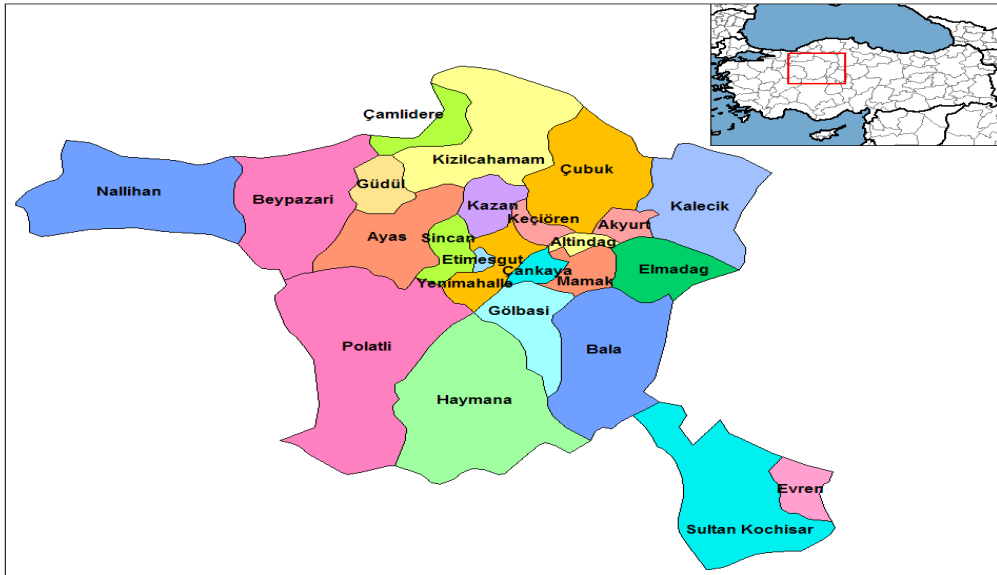 Çamlidere
Kizilcahamam
Çubuk
Nallihan
Beypazari
Güdül
Kazan
Keçiören
Kalecik
Akyurt
Ayas
Sincan
Altindag
Etimesgut
Çankaya
Elmadag
Yenimahalle
Mamak
Gölbasi
Polatli
Bala
Haymana
Evren
Sultan Kochisar